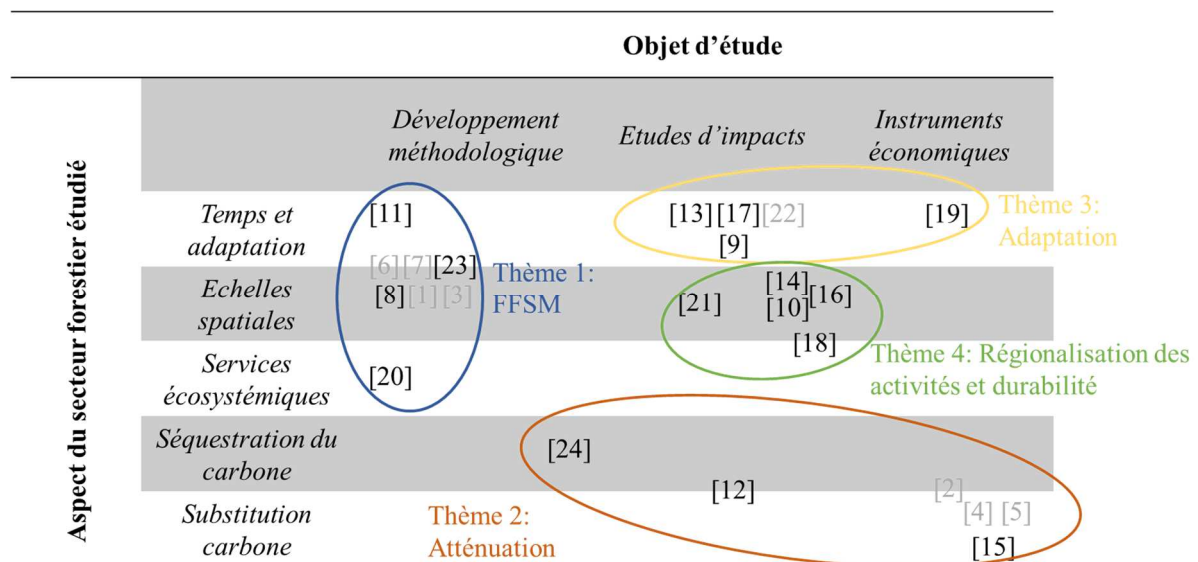 Objet d’étude
Développement
méthodologique
Etudes d’impacts
Instruments
économiques
Aspect du secteur forestier étudié
Temps et
adaptation
[11]
[13] [17] [22]
[9]
[19]
Thème 3:
Adaptation
[6] [7] [23]
Echelles
spatiales
[8] [1] [3]
Thème 1:
FFSM
[21]
[14]
[10]
[16]
[18]
Thème 4: Régionalisation des
activités et durabilité
Services
écosystémiques
[20]
Séquestration du
carbone
[24]
[12]
[2]
Substitution
carbone
Thème 2:
Atténuation
[4] [5]
[15]